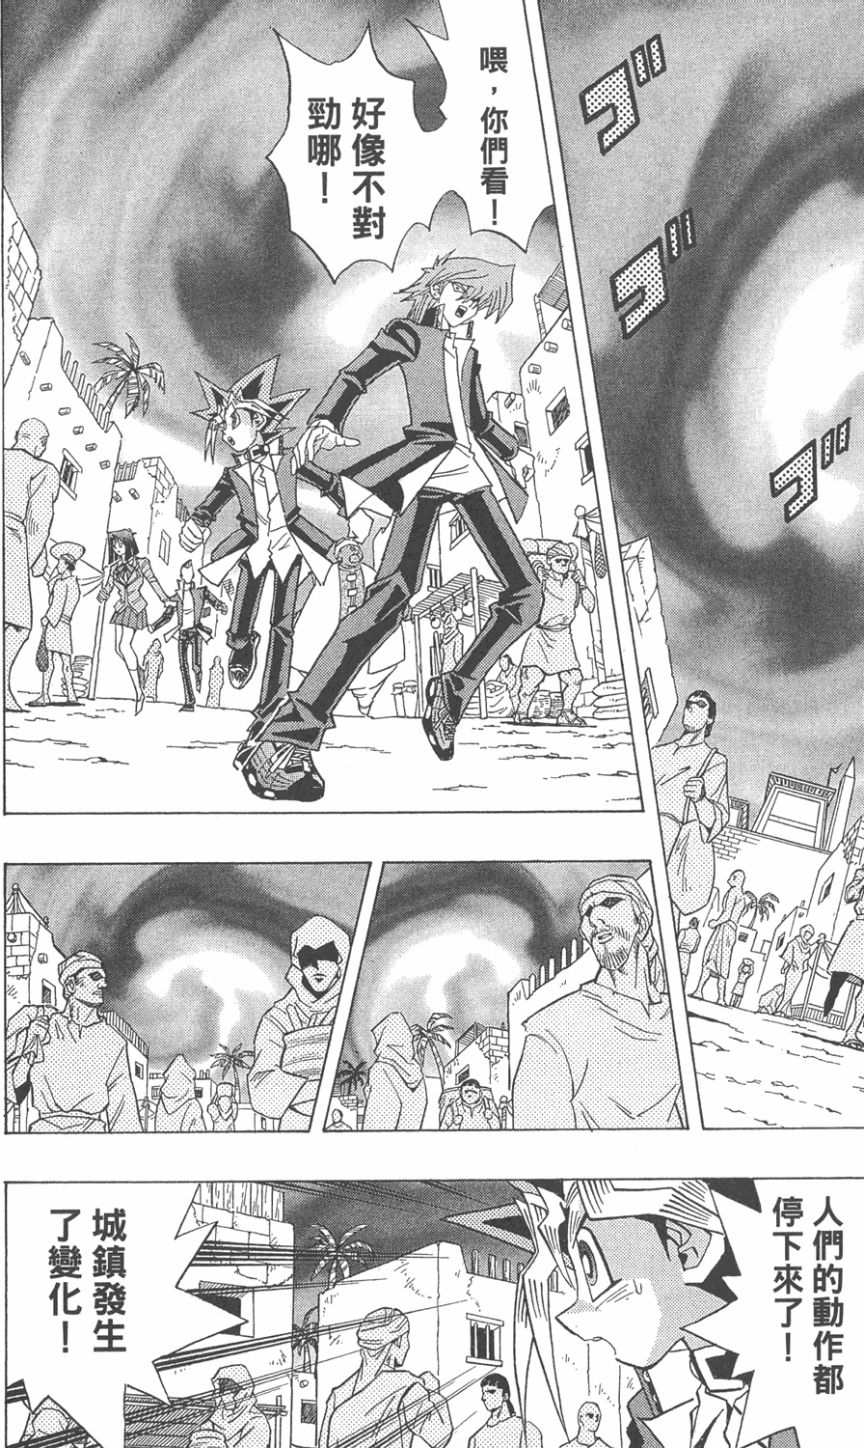 ゴ
ゴ
ゴ
喂，你們看！
好像不對
勁哪！
人們的動作都
停下來了！
城鎮發生
了變化！